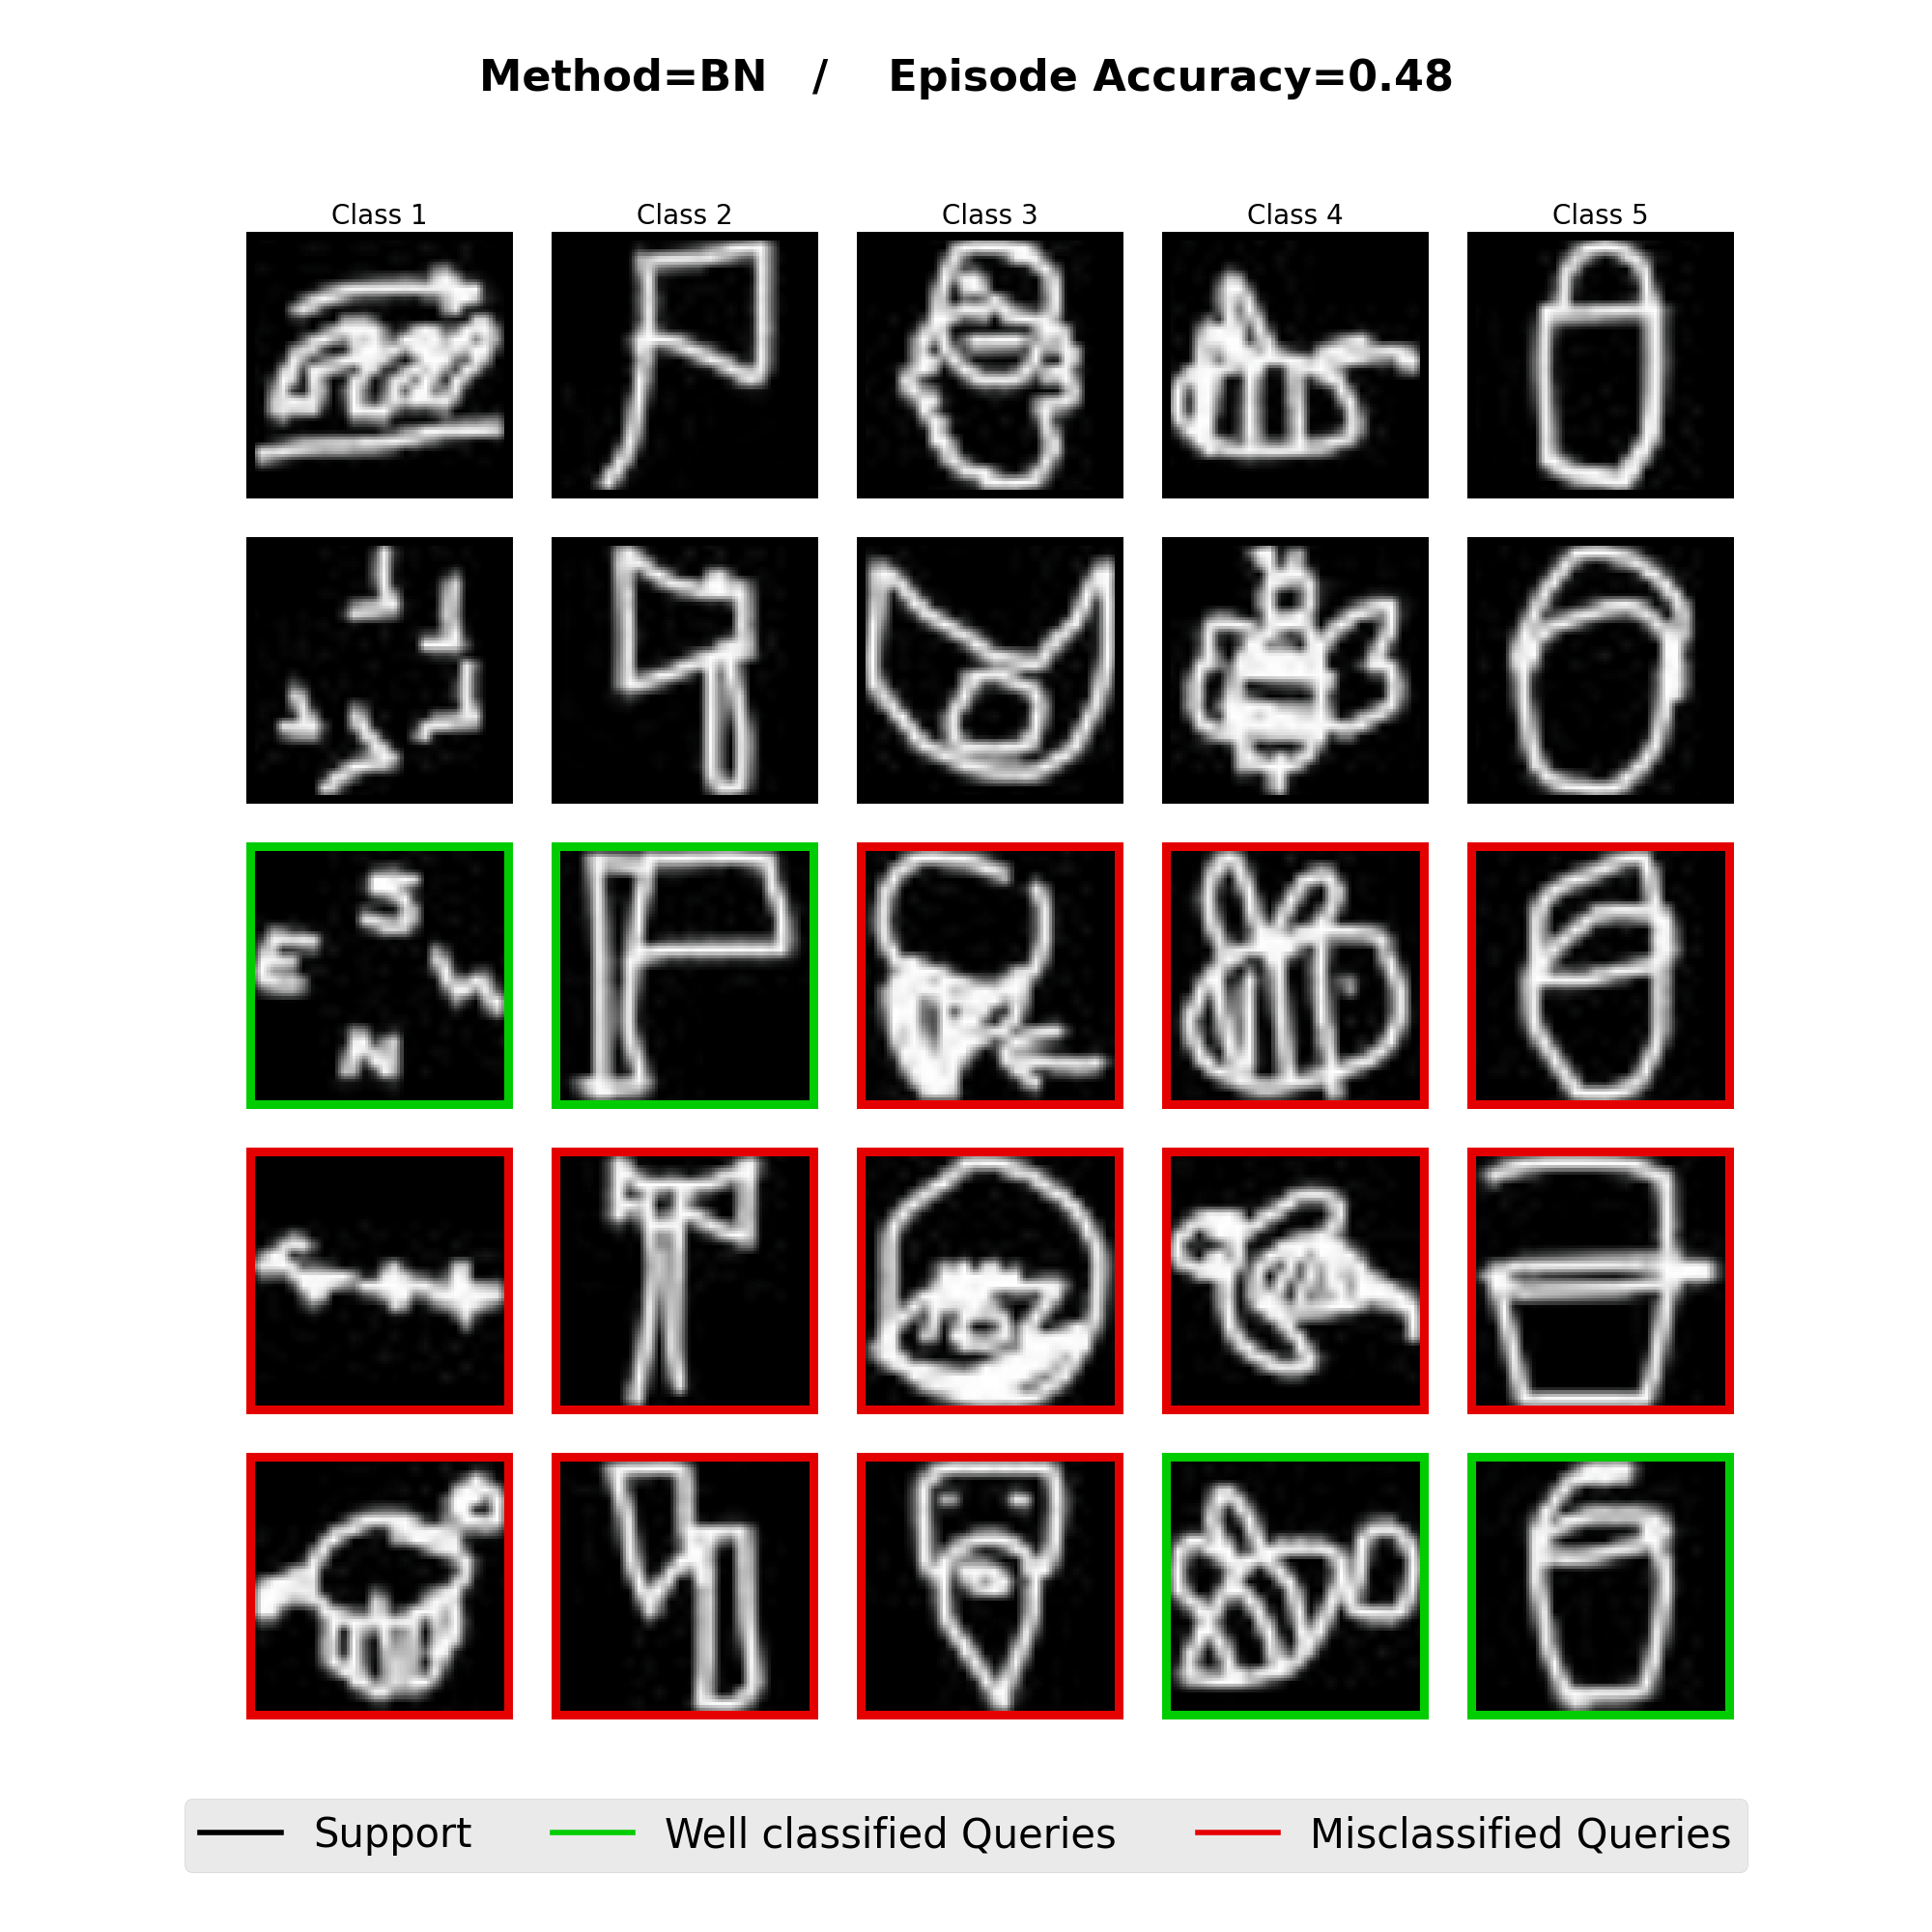 Method=BN / Episode Accuracy=0.48
Class 1 Class 2 Class 3 Class 4 Class 5
S
E
N
Support Well classified Queries Misclassified Queries